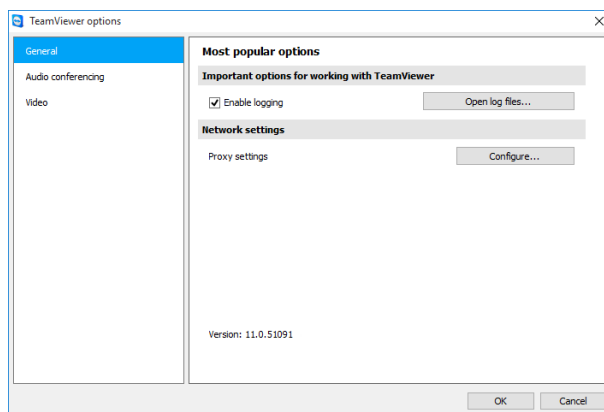 TeamViewer options
General
Audio conferencing
Video
Most popular options
Important options for working with TeamViewer
Enable logging
Open log files...
Network settings
Proxy settings
Configure...
Version: 11.0.51091
OK
Cancel